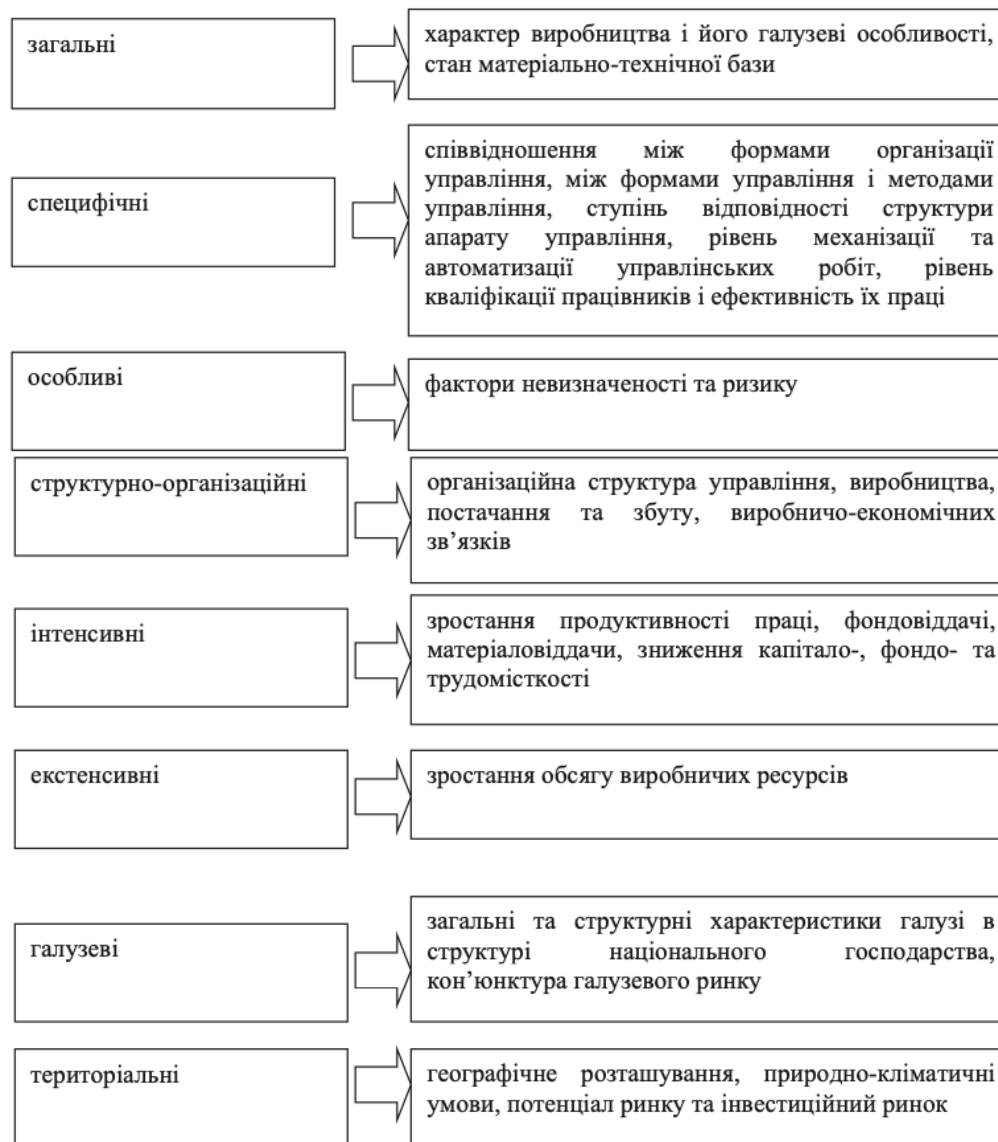 загальні
характер виробництва і його галузеві особливості,
стан матеріально-технічної бази
специфічні
співвідношення між формами організації
управління, між формами управління і методами
управління, ступінь відповідності структури
апарату управління, рівень механізації та
автоматизації управлінських робіт, рівень
кваліфікації працівників і ефективність їх праці
особливі
фактори невизначеності та ризику
структурно-організаційні
організаційна структура управління, виробництва,
постачання та збуту, виробничо-економічних
зв’язків
інтенсивні
зростання продуктивності праці, фондовіддачі,
матеріаловіддачи, зниження капітало-, фондо- та
трудомісткості
екстенсивні
зростання обсягу виробничих ресурсів
галузеві
загальні та структурні характеристики галузі в
структурі національного господарства,
кон’юнктура галузевого ринку
територіальні
географічне розташування, природно-кліматичні
умови, потенціал ринку та інвестиційний ринок